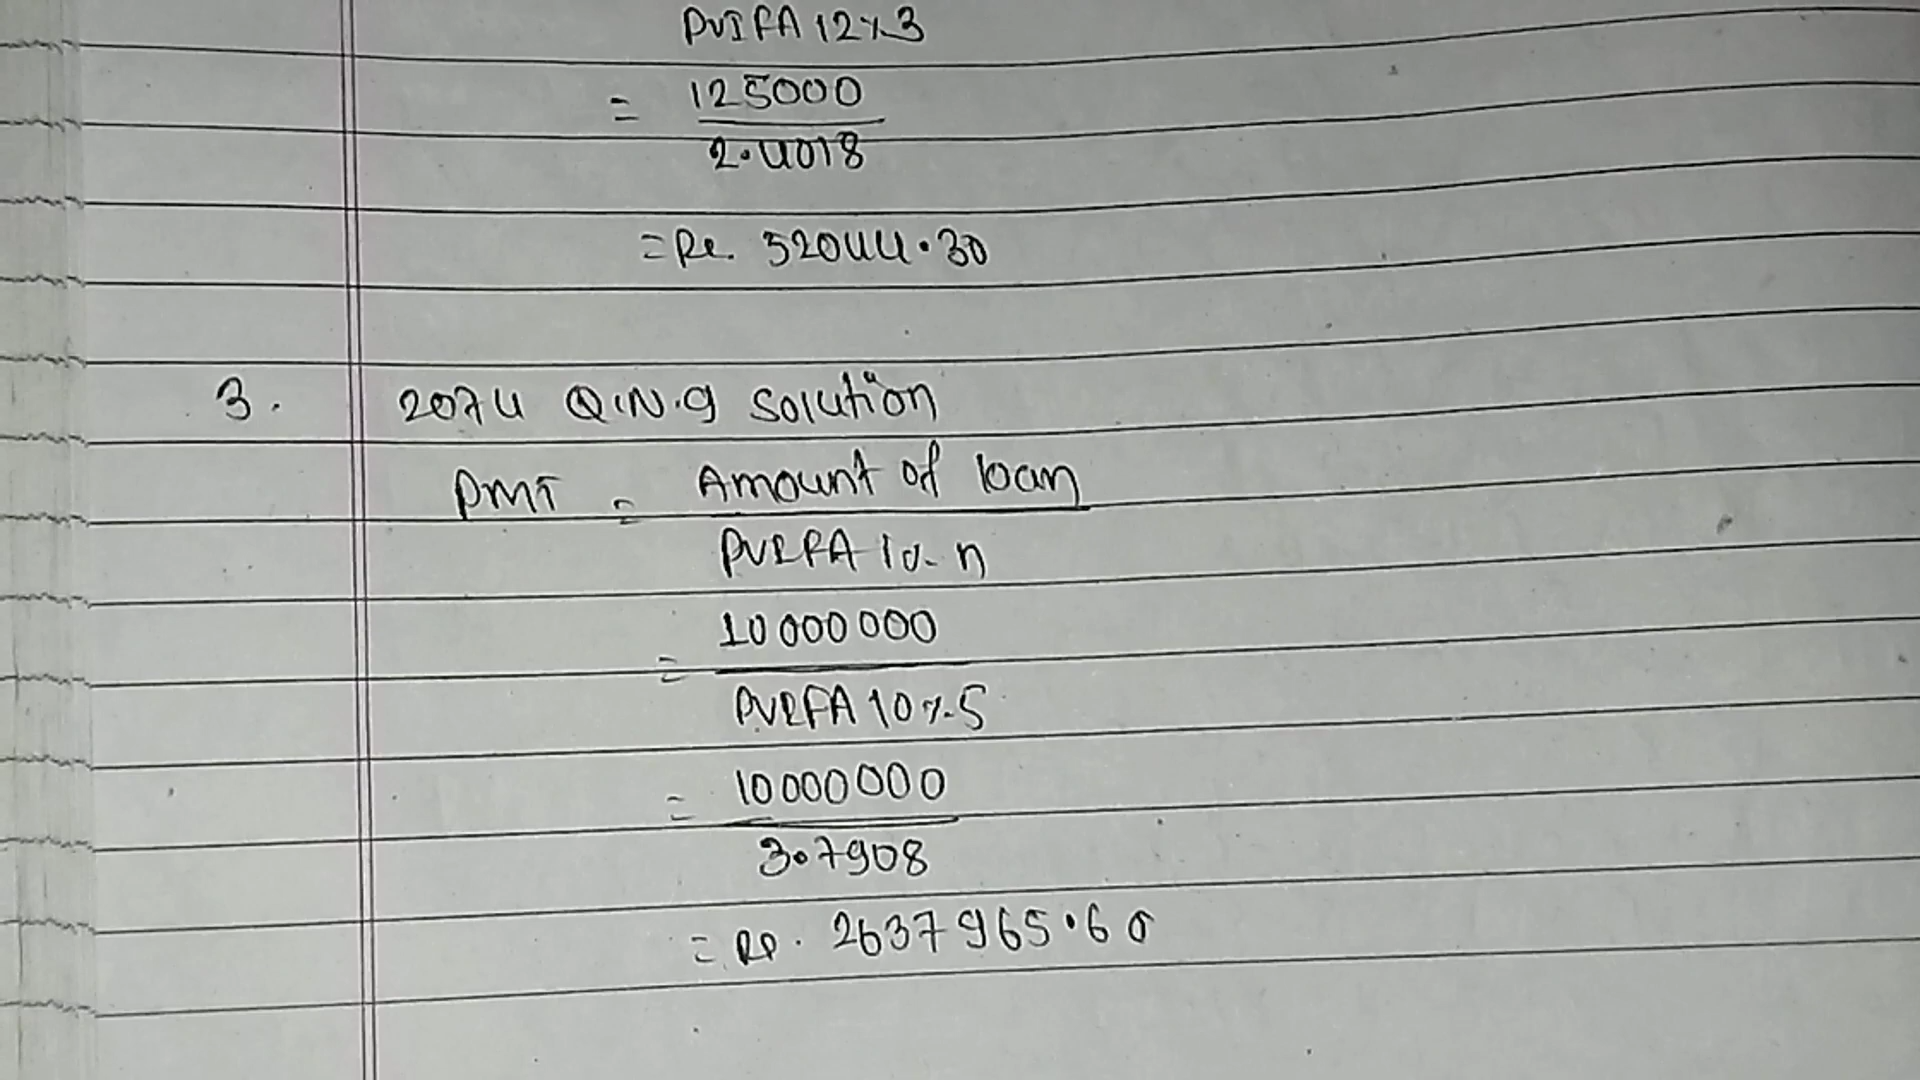 PVIFA 12%.3
= 125000
2.4018
= Re. 52044.30
3. 2074 Q.N.9 Solution
PMT = Amount of loan
PVIFA 10. n
= 10000000
PVIFA 10%.5
= 10000000
3.7908
= Rs. 2637965.60